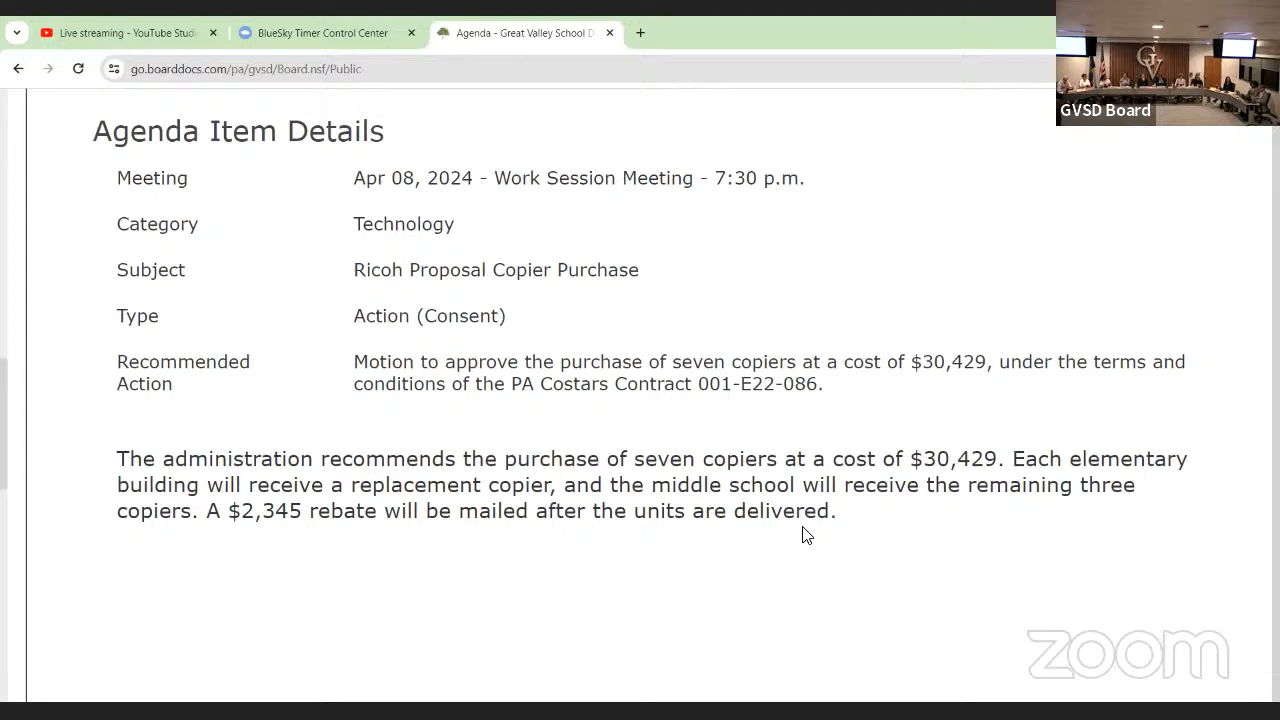 Live streaming - YouTube Studi
BlueSky Timer Control Center
Agenda - Great Valley School D
go.boarddocs.com/pa/gvsd/Board.nsf/Public
GV
GVSD Board
Agenda Item Details
Meeting Apr 08, 2024 - Work Session Meeting - 7:30 p.m.
Category Technology
Subject Ricoh Proposal Copier Purchase
Type Action (Consent)
Recommended Motion to approve the purchase of seven copiers at a cost of $30,429, under the terms and
Action conditions of the PA Costars Contract 001-E22-086.
The administration recommends the purchase of seven copiers at a cost of $30,429. Each elementary
building will receive a replacement copier, and the middle school will receive the remaining three
copiers. A $2,345 rebate will be mailed after the units are delivered.
zoom